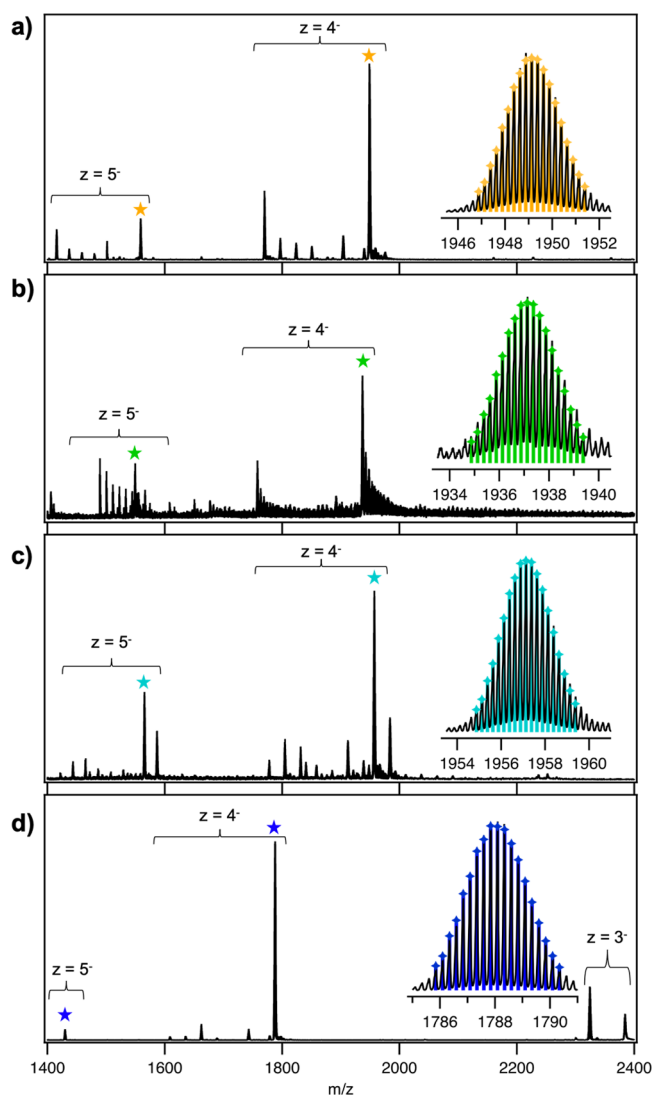 a)
z = 4⁻
z = 5⁻
1946 1948 1950 1952
b)
z = 4⁻
z = 5⁻
1934 1936 1938 1940
c)
z = 4⁻
z = 5⁻
1954 1956 1958 1960
d)
z = 4⁻
z = 5⁻
z = 3⁻
1786 1788 1790
1400 1600 1800 2000 2200 2400
m/z